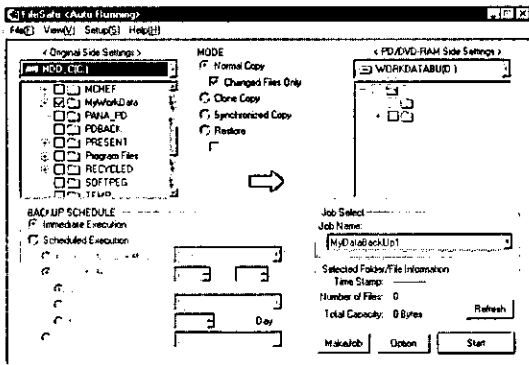 FileSafe <Auto Running>
File(F) View(V) Setup(S) Help(H)
< Original Side Settings >
HDD_C(C:)
MCHEF
MyWorkData
PANA_PD
PDBACK
PRESENT
Program Files
RECYCLED
SOFTPEG
TEMP
MODE
Normal Copy
Changed Files Only
Clone Copy
Synchronized Copy
Restore
< PD/DVD-RAM Side Settings >
WORKDATABU(D:)
BACKUP SCHEDULE
Immediate Execution
Scheduled Execution
Day
Job Select
Job Name:
MyDataBackUp1
Selected Folder/File Information
Time Stamp:
Number of Files: 0
Total Capacity: 0 Bytes
Refresh
MakeJob
Option
Start